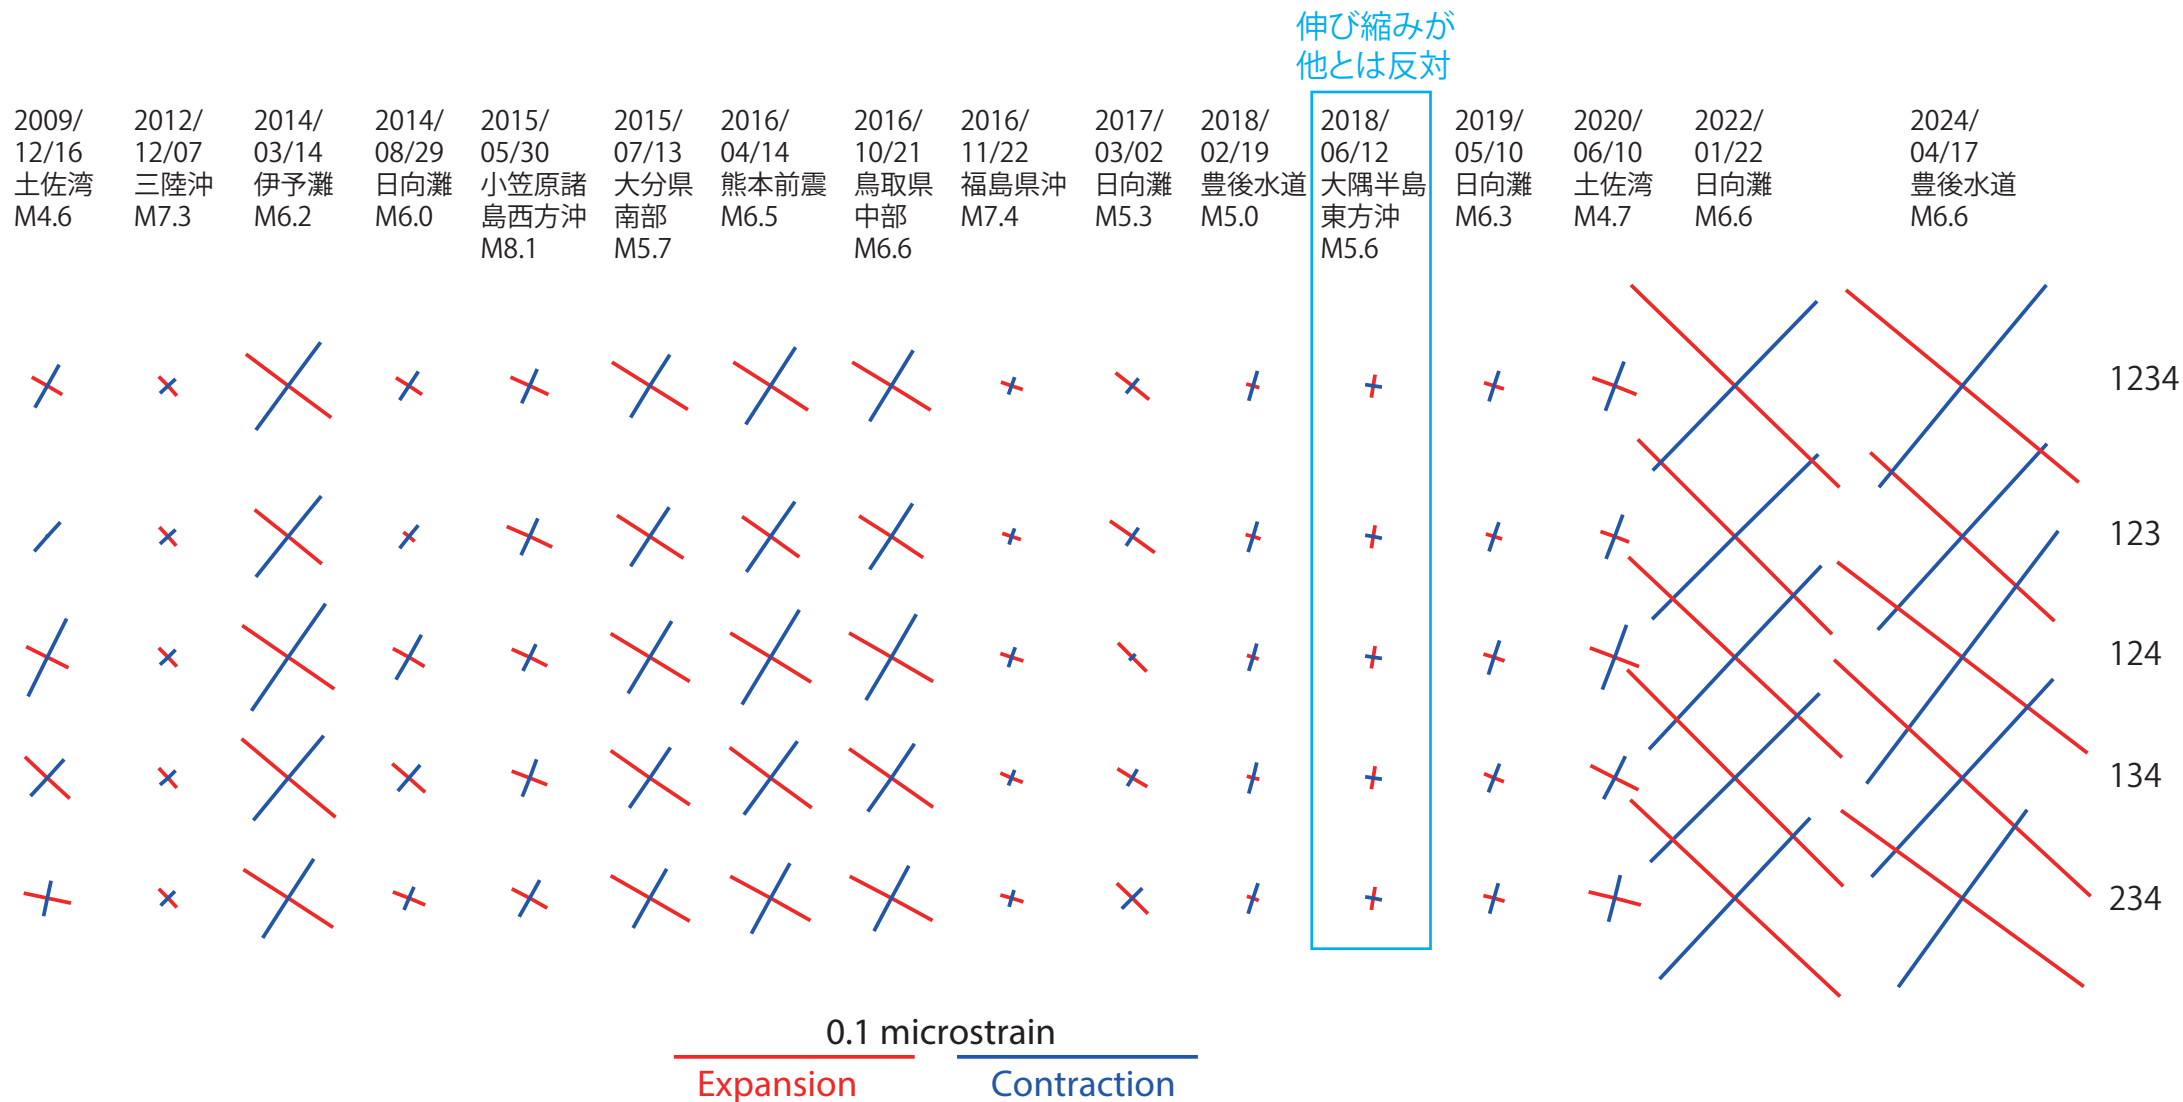 伸び縮みが
他とは反対
2009/
12/16
土佐湾
M4.6
2012/
12/07
三陸沖
M7.3
2014/
03/14
伊予灘
M6.2
2014/
08/29
日向灘
M6.0
2015/
05/30
小笠原諸
島西方沖
M8.1
2015/
07/13
大分県
南部
M5.7
2016/
04/14
熊本前震
M6.5
2016/
10/21
鳥取県
中部
M6.6
2016/
11/22
福島県沖
M7.4
2017/
03/02
日向灘
M5.3
2018/
02/19
豊後水道
M5.0
2018/
06/12
大隅半島
東方沖
M5.6
2019/
05/10
日向灘
M6.3
2020/
06/10
土佐湾
M4.7
2022/
01/22
日向灘
M6.6
2024/
04/17
豊後水道
M6.6
1234
123
124
134
234
0.1 microstrain
Expansion
Contraction